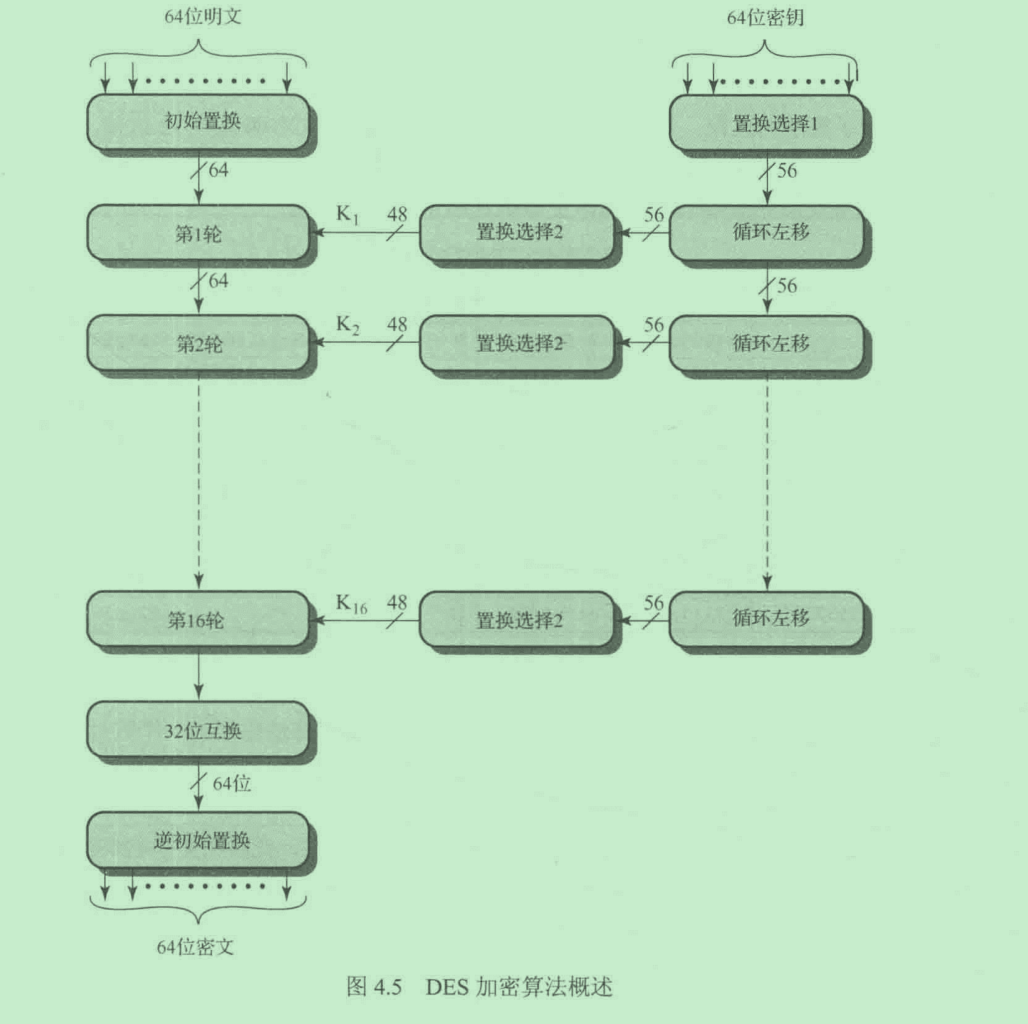 64位明文
64位密钥
初始置换
置换选择1
64
56
第1轮
K1
48
置换选择2
56
循环左移
64
56
第2轮
K2
48
置换选择2
56
循环左移
第16轮
K16
48
置换选择2
56
循环左移
32位互换
64位
逆初始置换
64位密文
图 4.5 DES 加密算法概述